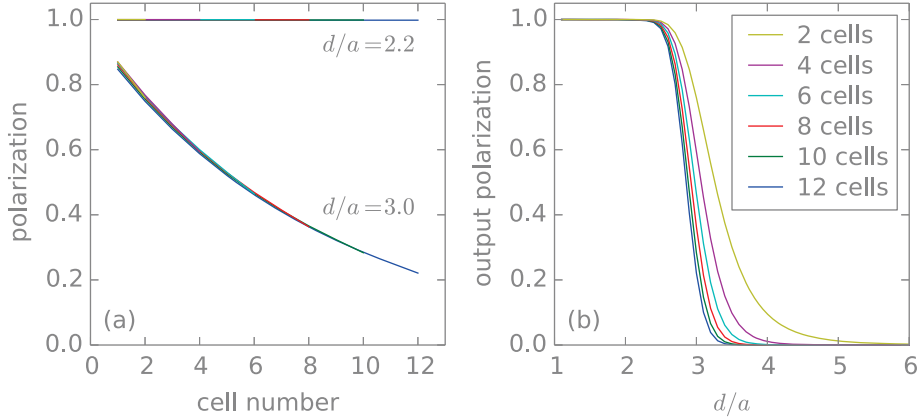 1.0
0.8
0.6
0.4
0.2
0.0
polarization
d/a=2.2
d/a=3.0
(a)
0 2 4 6 8 10 12
cell number
1.0
0.8
0.6
0.4
0.2
0.0
output polarization
2 cells
4 cells
6 cells
8 cells
10 cells
12 cells
(b)
1 2 3 4 5 6
d/a